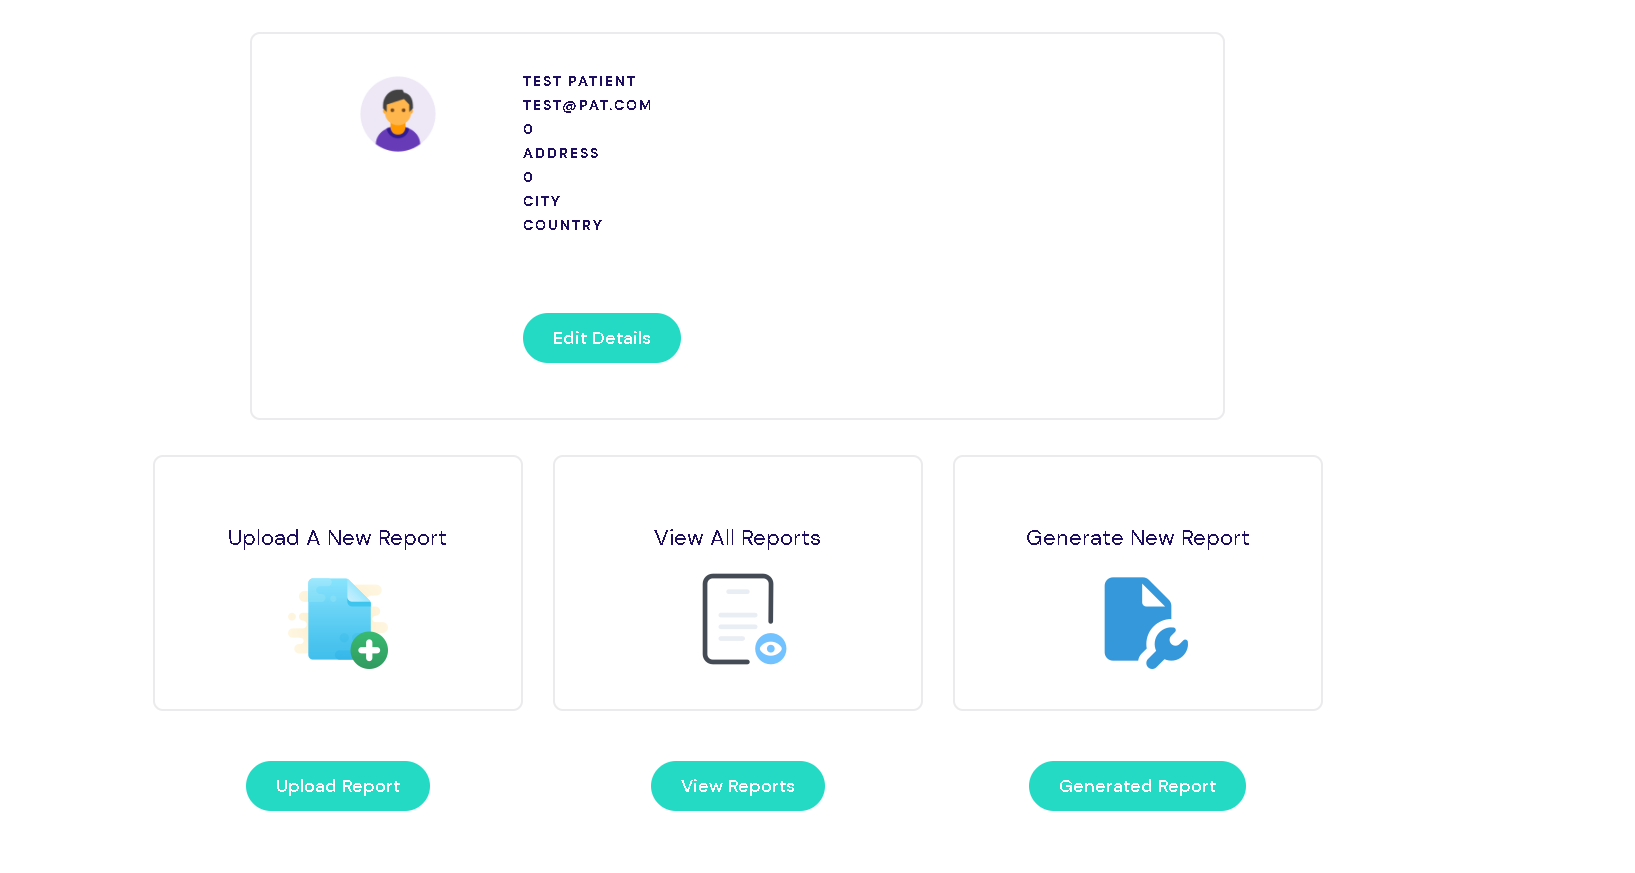 TEST PATIENT
TEST@PAT.COM
0
ADDRESS
0
CITY
COUNTRY
Edit Details
Upload A New Report
View All Reports
Generate New Report
Upload Report
View Reports
Generated Report